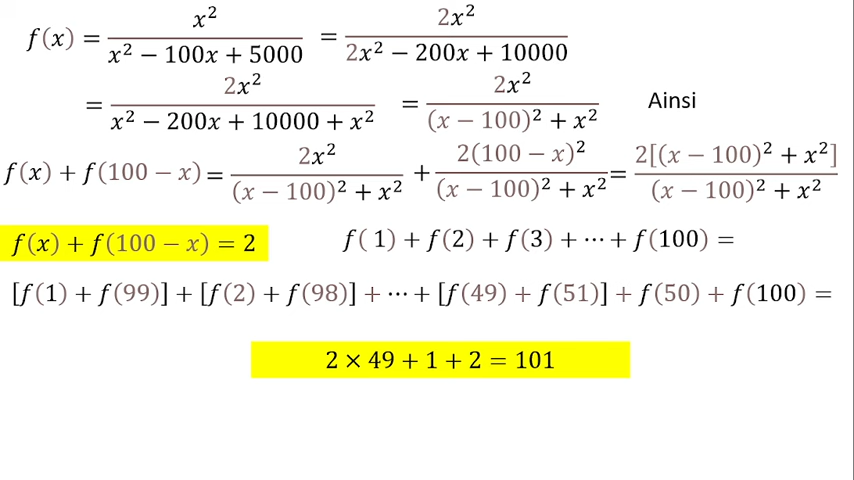 f(x) = x² / (x² − 100x + 5000) = 2x² / (2x² − 200x + 10000)
= 2x² / (x² − 200x + 10000 + x²) = 2x² / ((x − 100)² + x²) Ainsi
f(x) + f(100 − x) = 2x² / ((x − 100)² + x²) + 2(100 − x)² / ((x − 100)² + x²) = 2[(x − 100)² + x²] / ((x − 100)² + x²)
f(x) + f(100 − x) = 2 f( 1) + f(2) + f(3) + ⋯ + f(100) =
[f(1) + f(99)] + [f(2) + f(98)] + ⋯ + [f(49) + f(51)] + f(50) + f(100) =
2 × 49 + 1 + 2 = 101